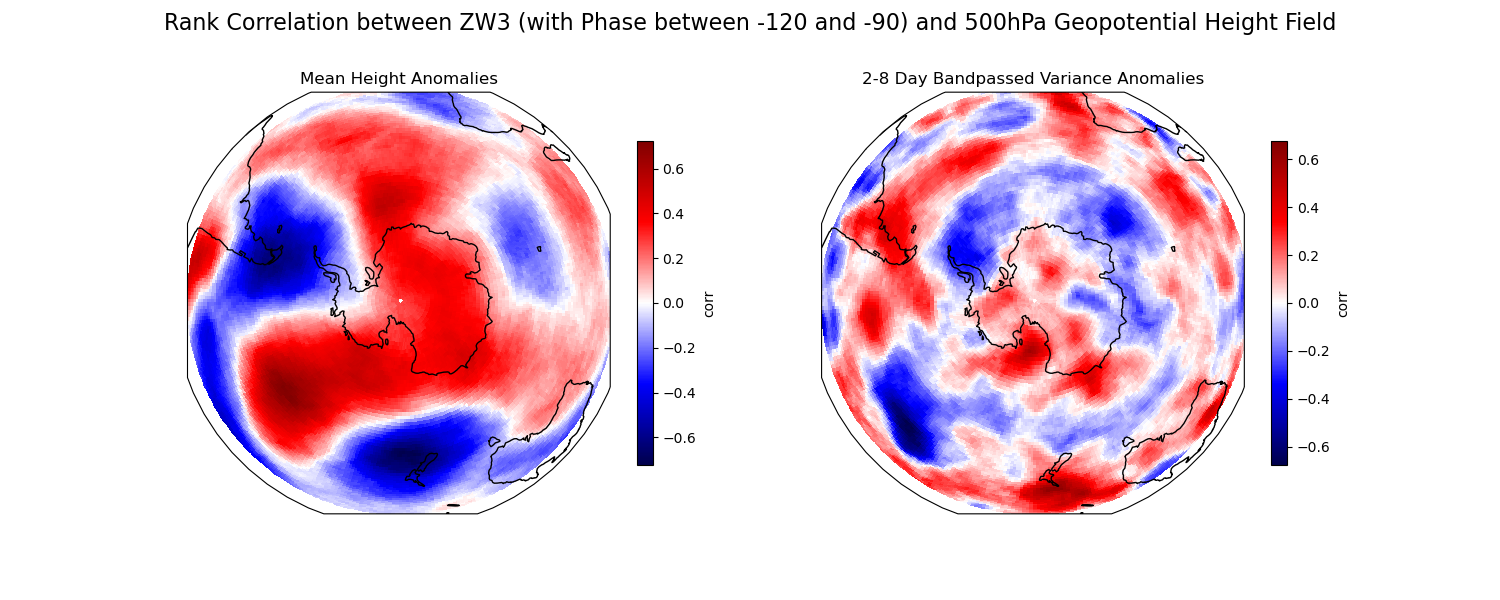 Rank Correlation between ZW3 (with Phase between -120 and -90) and 500hPa Geopotential Height Field
Mean Height Anomalies
0.6
0.4
0.2
0.0
−0.2
−0.4
−0.6
corr
2-8 Day Bandpassed Variance Anomalies
0.6
0.4
0.2
0.0
−0.2
−0.4
−0.6
corr